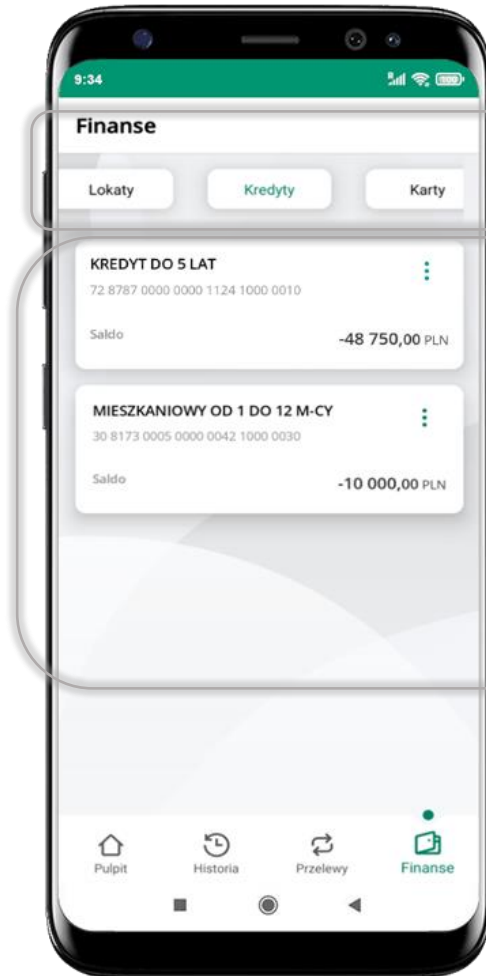 9:34
Finanse
Lokaty Kredyty Karty
KREDYT DO 5 LAT
72 8787 0000 0000 1124 1000 0010
Saldo -48 750,00 PLN
MIESZKANIOWY OD 1 DO 12 M-CY
30 8173 0005 0000 0042 1000 0030
Saldo -10 000,00 PLN
Pulpit Historia Przelewy Finanse